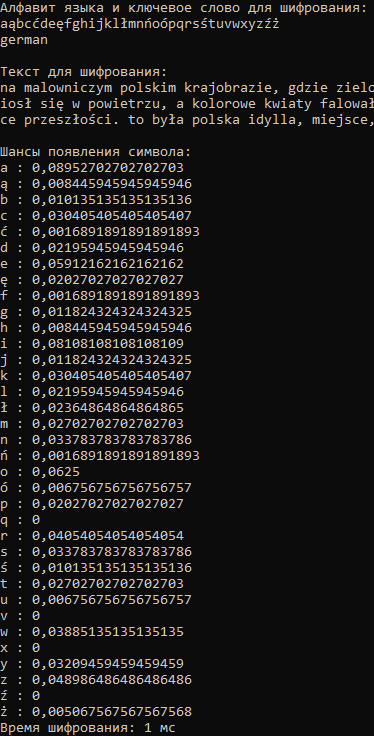 Алфавит языка и ключевое слово для шифрования:
aąbcćdeęfghijklłmnńoópqrsśtuvwxyzźż
german
Текст для шифрования:
na malowniczym polskim krajobrazie, gdzie zielo
iosł się w powietrzu, a kolorowe kwiaty falował
ce przeszłości. to była polska idylla, miejsce,
Шансы появления символа:
a : 0,08952702702702703
ą : 0,008445945945945946
b : 0,010135135135135136
c : 0,030405405405405407
ć : 0,0016891891891891893
d : 0,02195945945945946
e : 0,05912162162162162
ę : 0,02027027027027027
f : 0,0016891891891891893
g : 0,011824324324324325
h : 0,008445945945945946
i : 0,08108108108108109
j : 0,011824324324324325
k : 0,030405405405405407
l : 0,02195945945945946
ł : 0,02364864864864865
m : 0,02702702702702703
n : 0,033783783783783786
ń : 0,0016891891891891893
o : 0,0625
ó : 0,006756756756756757
p : 0,02027027027027027
q : 0
r : 0,04054054054054054
s : 0,033783783783783786
ś : 0,010135135135135136
t : 0,02702702702702703
u : 0,006756756756756757
v : 0
w : 0,03885135135135135
x : 0
y : 0,03209459459459459
z : 0,048986486486486486
ź : 0
ż : 0,005067567567567568
Время шифрования: 1 мс